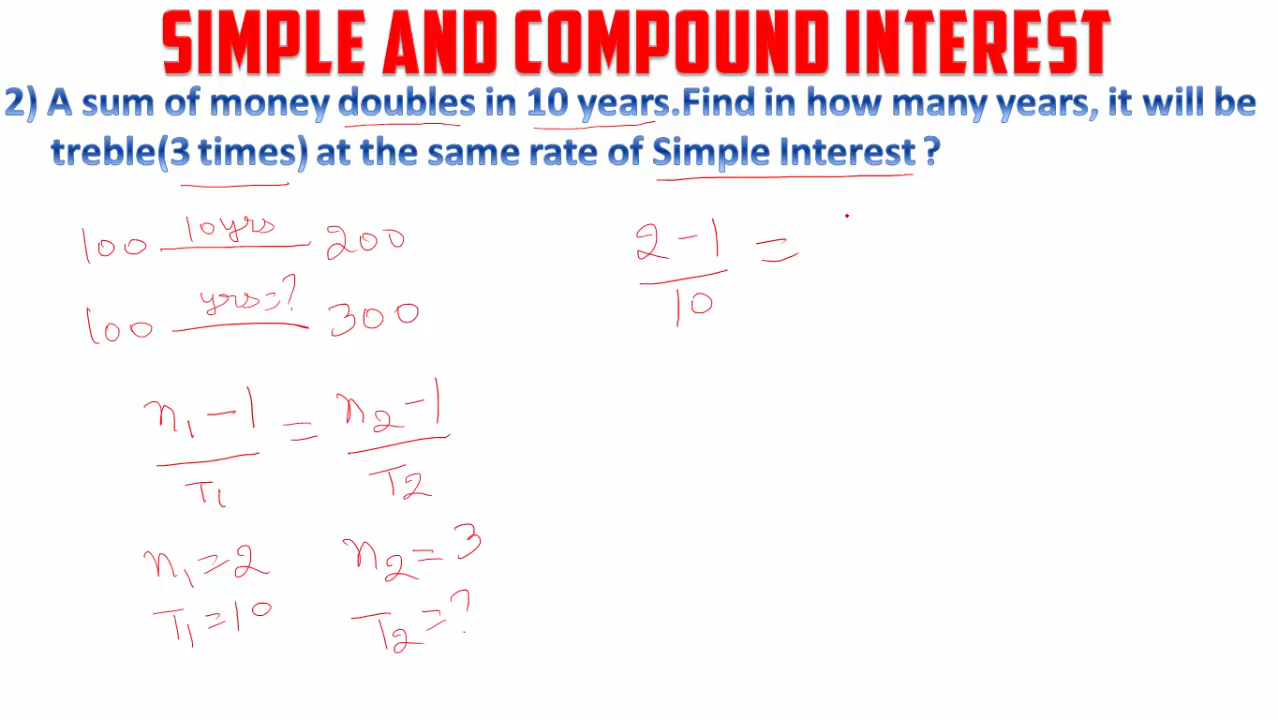 SIMPLE AND COMPOUND INTEREST
2) A sum of money doubles in 10 years.Find in how many years, it will be
treble(3 times) at the same rate of Simple Interest ?
100 10yrs 200
100 yrs=? 300
n₁ - 1 = n₂ - 1
T₁ T₂
n₁ = 2 n₂ = 3
T₁ = 10 T₂ = ?
2 - 1 =
10